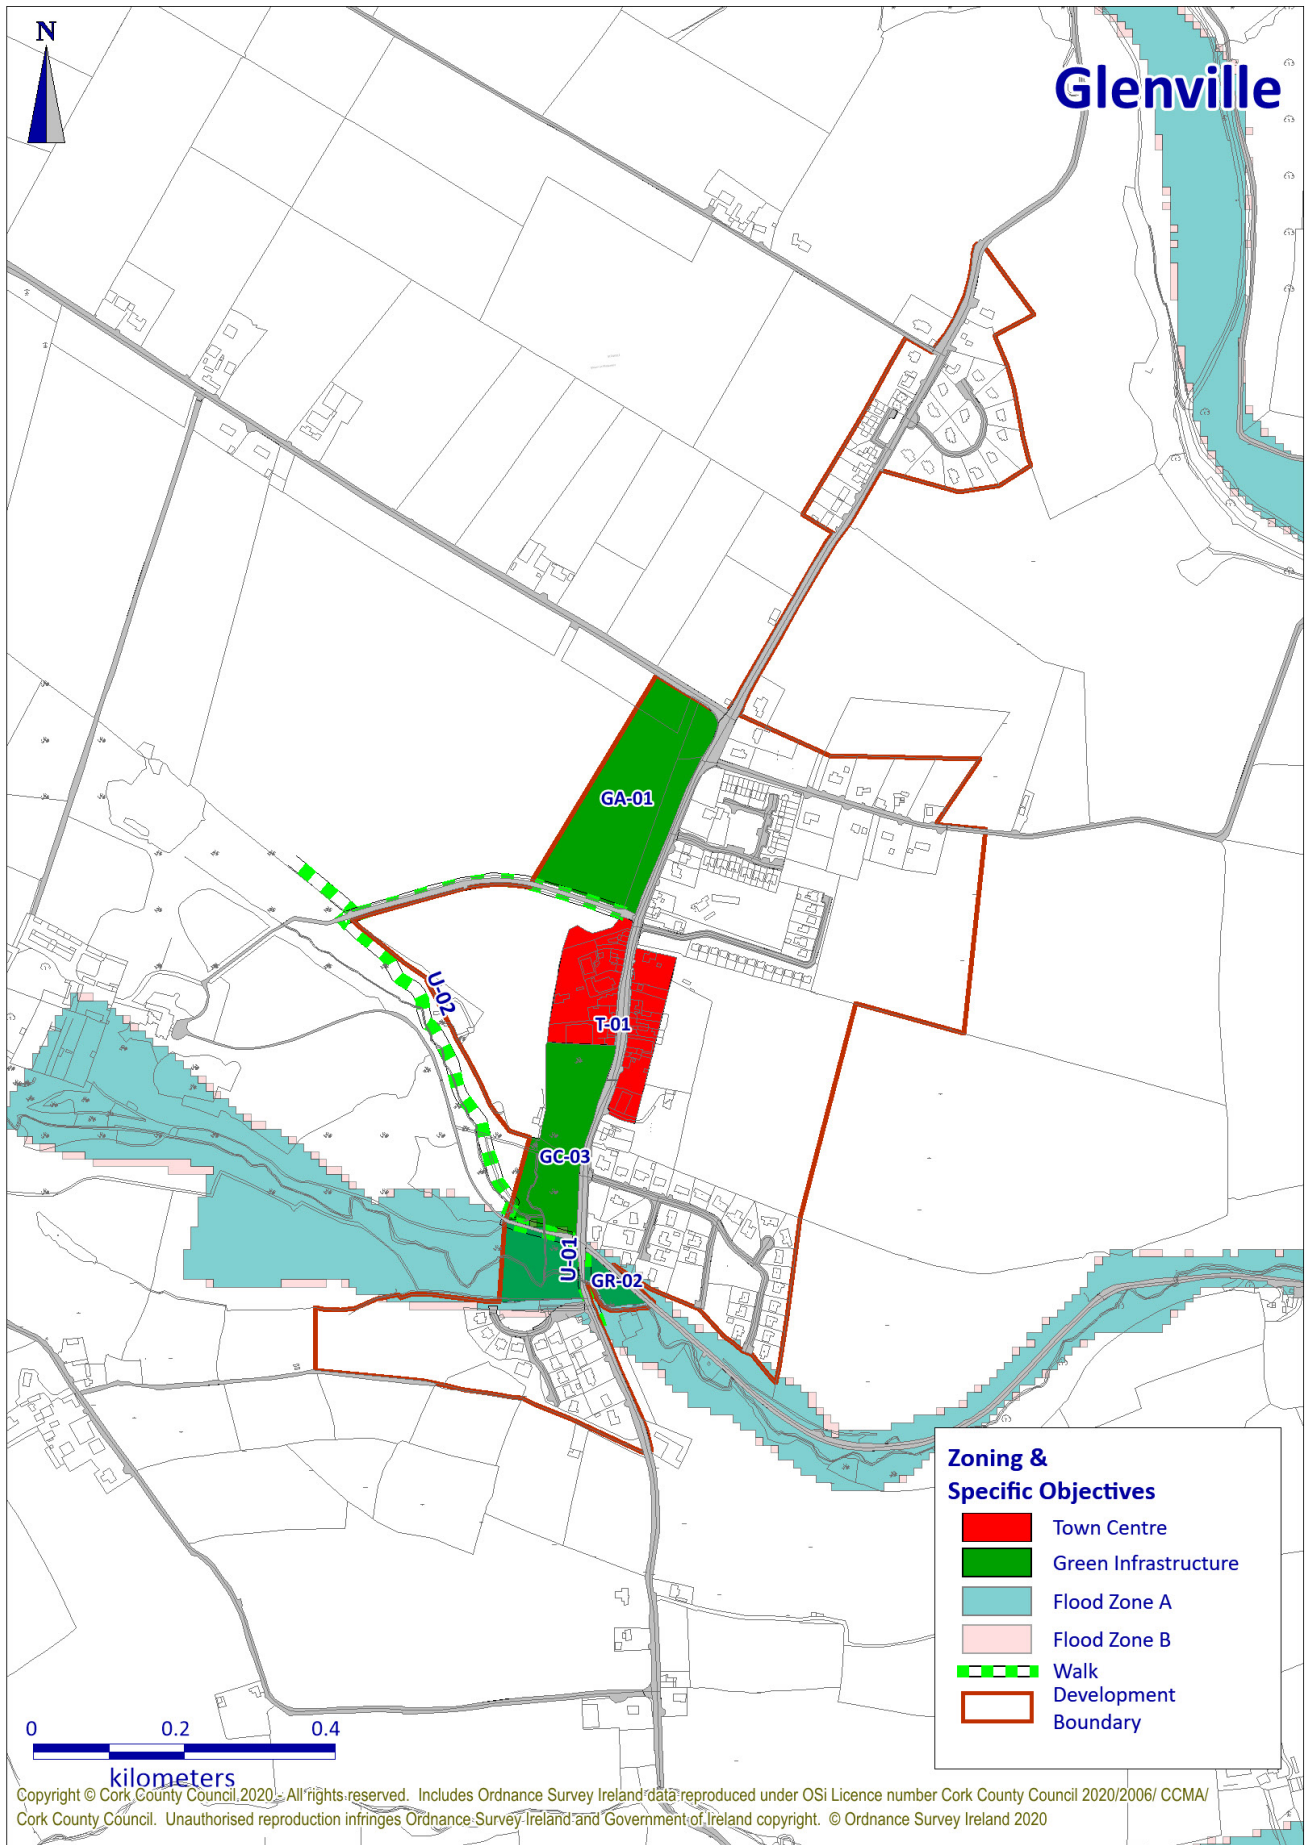 N
Glenville
GA-01
U-02
T-01
GC-03
U-01
GR-02
Zoning &
Specific Objectives
Town Centre
Green Infrastructure
Flood Zone A
Flood Zone B
Walk
Development
Boundary
0 0.2 0.4
kilometers
Copyright © Cork County Council 2020 - All rights reserved. Includes Ordnance Survey Ireland data reproduced under OSi Licence number Cork County Council 2020/2006/ CCMA/
Cork County Council. Unauthorised reproduction infringes Ordnance Survey Ireland and Government of Ireland copyright. © Ordnance Survey Ireland 2020